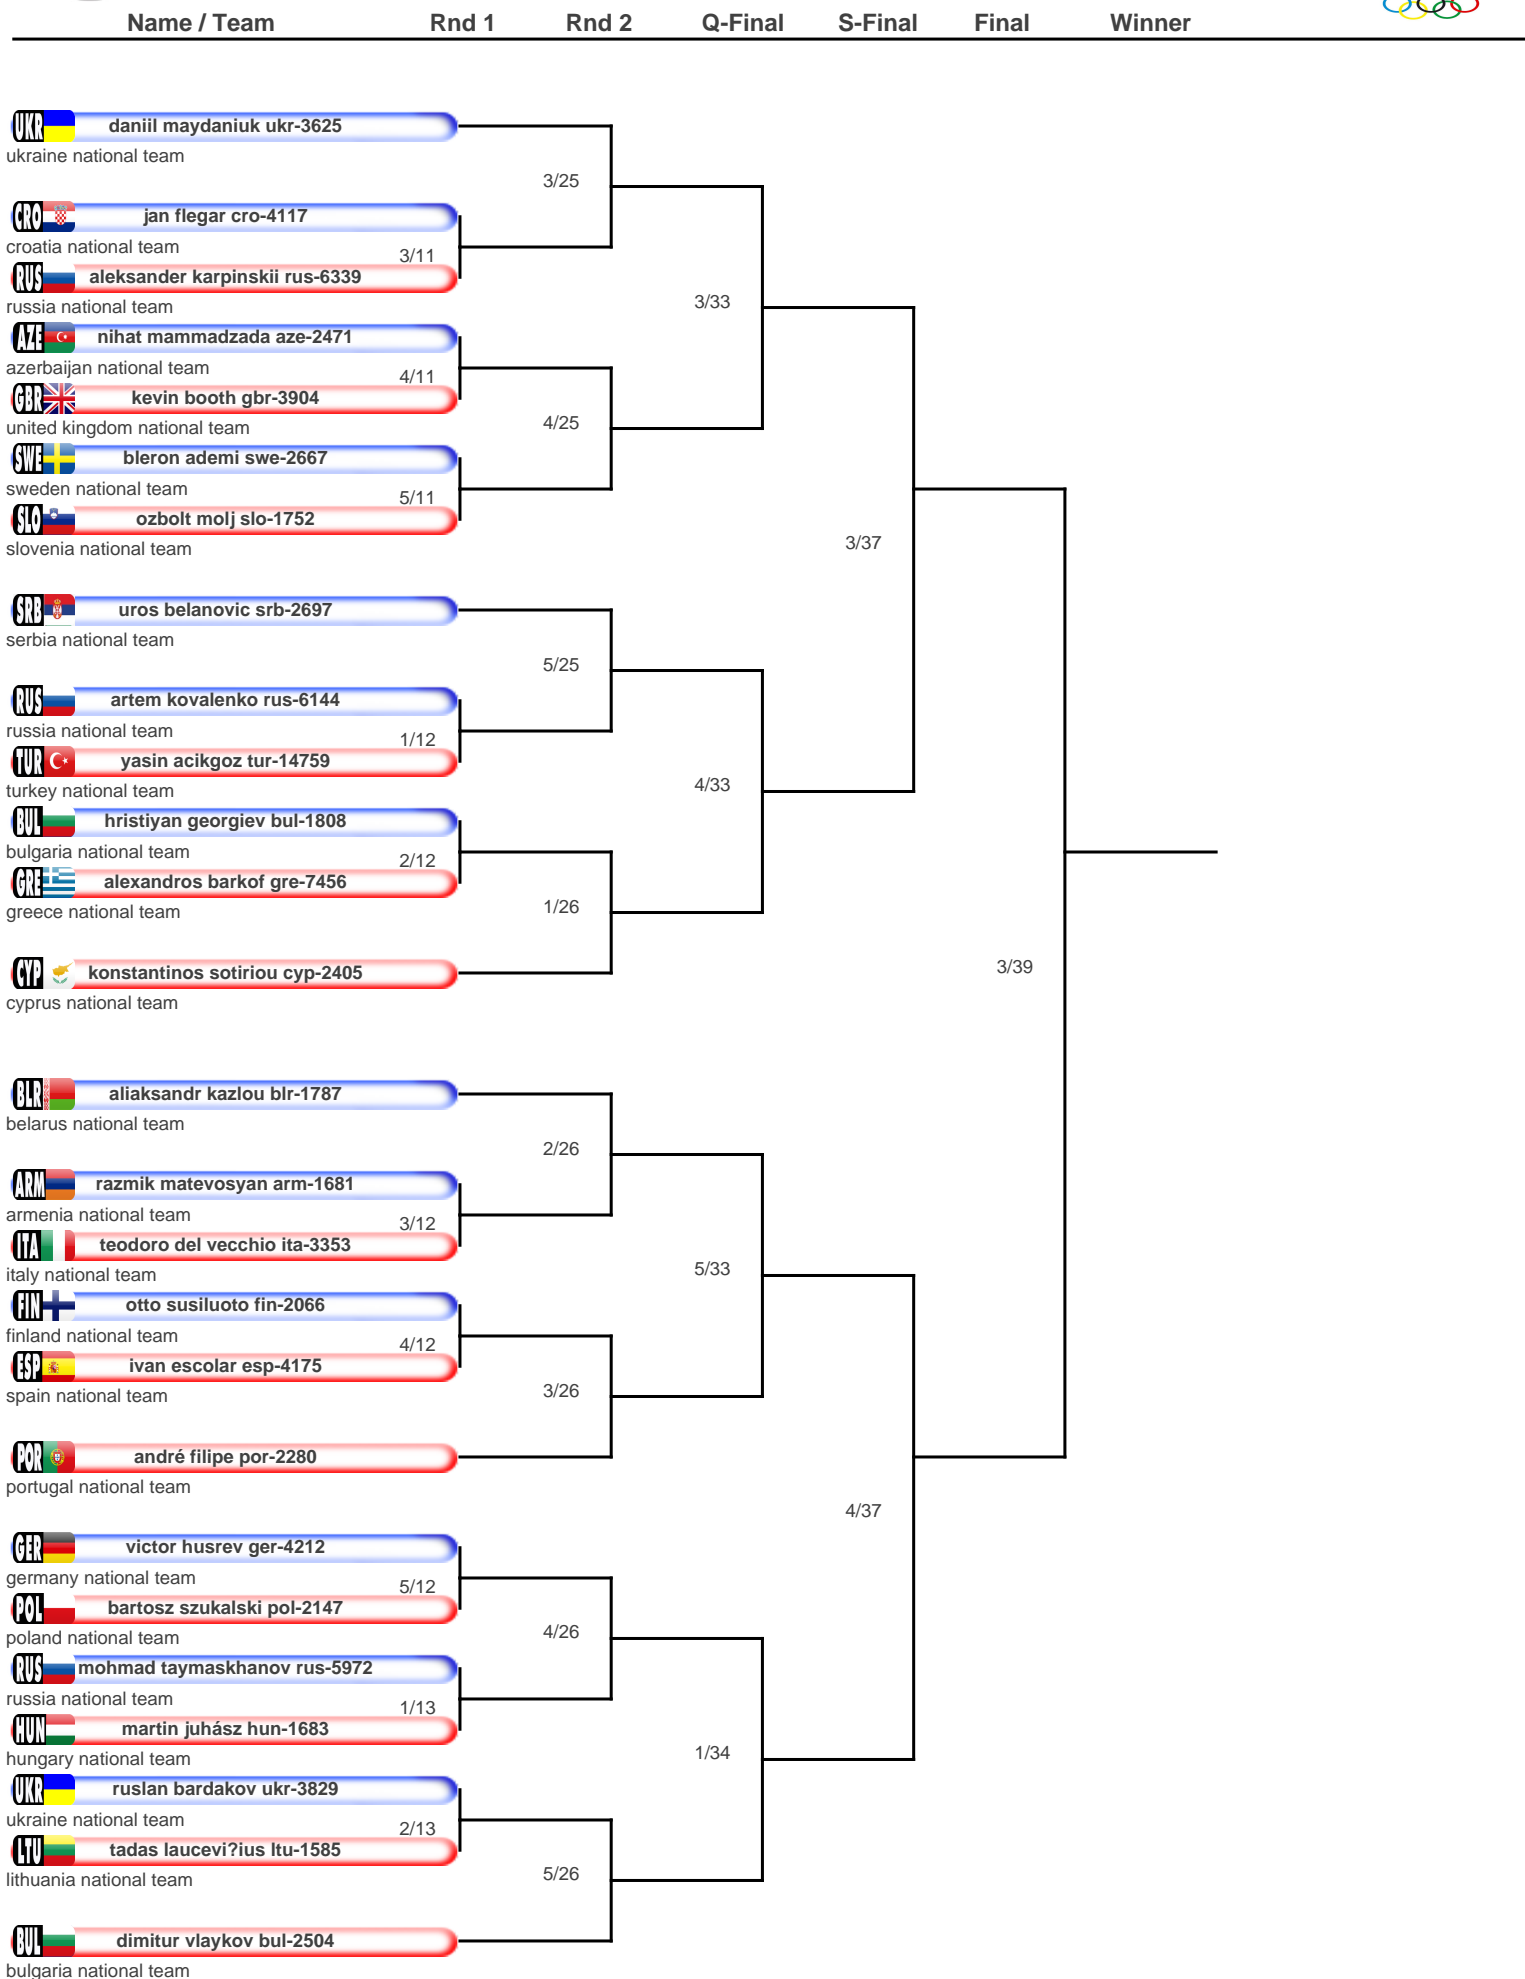 Name / Team Rnd 1 Rnd 2 Q-Final S-Final Final Winner
UKR daniil maydaniuk ukr-3625
ukraine national team
3/25
CRO jan flegar cro-4117
croatia national team
3/11
RUS aleksander karpinskii rus-6339
russia national team
3/33
AZE nihat mammadzada aze-2471
azerbaijan national team
4/11
GBR kevin booth gbr-3904
united kingdom national team
4/25
SWE bleron ademi swe-2667
sweden national team
5/11
SLO ozbolt molj slo-1752
slovenia national team
3/37
SRB uros belanovic srb-2697
serbia national team
5/25
RUS artem kovalenko rus-6144
russia national team
1/12
TUR yasin acikgoz tur-14759
turkey national team
4/33
BUL hristiyan georgiev bul-1808
bulgaria national team
2/12
GRE alexandros barkof gre-7456
greece national team
1/26
CYP konstantinos sotiriou cyp-2405
cyprus national team
3/39
BLR aliaksandr kazlou blr-1787
belarus national team
2/26
ARM razmik matevosyan arm-1681
armenia national team
3/12
ITA teodoro del vecchio ita-3353
italy national team
5/33
FIN otto susiluoto fin-2066
finland national team
4/12
ESP ivan escolar esp-4175
spain national team
3/26
POR andré filipe por-2280
portugal national team
4/37
GER victor husrev ger-4212
germany national team
5/12
POL bartosz szukalski pol-2147
poland national team
4/26
RUS mohmad taymaskhanov rus-5972
russia national team
1/13
HUN martin juhász hun-1683
hungary national team
1/34
UKR ruslan bardakov ukr-3829
ukraine national team
2/13
LTU tadas laucevi?ius ltu-1585
lithuania national team
5/26
BUL dimitur vlaykov bul-2504
bulgaria national team